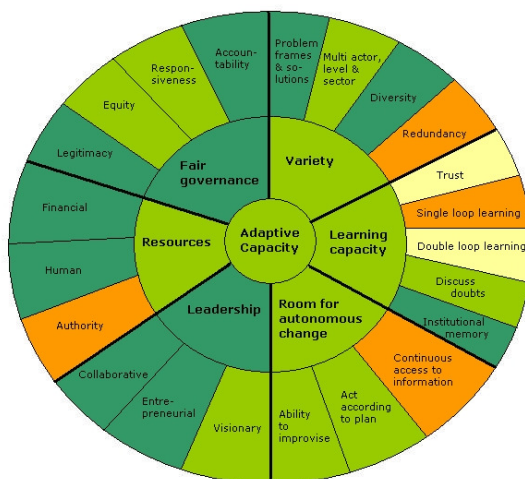 Problem
frames
& so-
lutions
Multi actor,
level &
sector
Diversity
Redundancy
Trust
Single loop learning
Double loop learning
Discuss
doubts
Institutional
memory
Continuous
access to
information
Act
according
to plan
Ability
to
improvise
Visionary
Entre-
preneurial
Collaborative
Authority
Human
Financial
Legitimacy
Equity
Respon-
siveness
Accoun-
tability
Variety
Learning
capacity
Room for
autonomous
change
Leadership
Resources
Fair
governance
Adaptive
Capacity